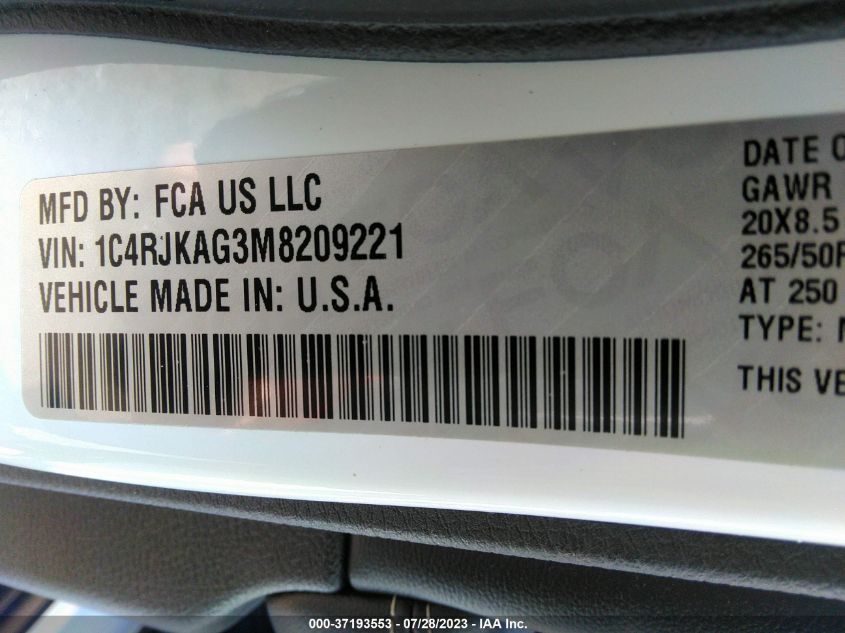 MFD BY: FCA US LLC
VIN: 1C4RJKAG3M8209221
VEHICLE MADE IN: U.S.A.
DATE O
GAWR
20X8.5
265/50R
AT 250
TYPE:
THIS VE
000-37193553 / 07/28/2023 - IAA Inc.